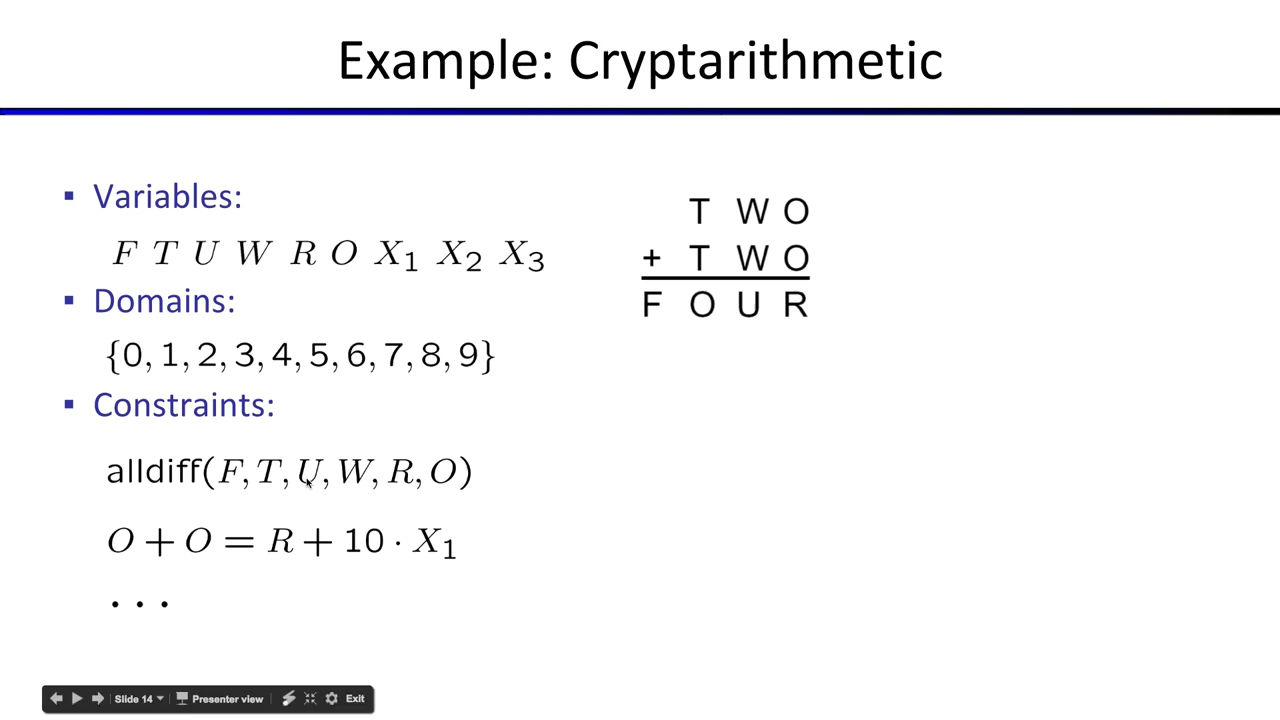 Example: Cryptarithmetic
▪ Variables:
F T U W R O X₁ X₂ X₃
▪ Domains:
{0, 1, 2, 3, 4, 5, 6, 7, 8, 9}
▪ Constraints:
alldiff(F, T, U, W, R, O)
O + O = R + 10 · X₁
· · ·
T W O
+ T W O
F O U R
Slide 14 Presenter view Exit